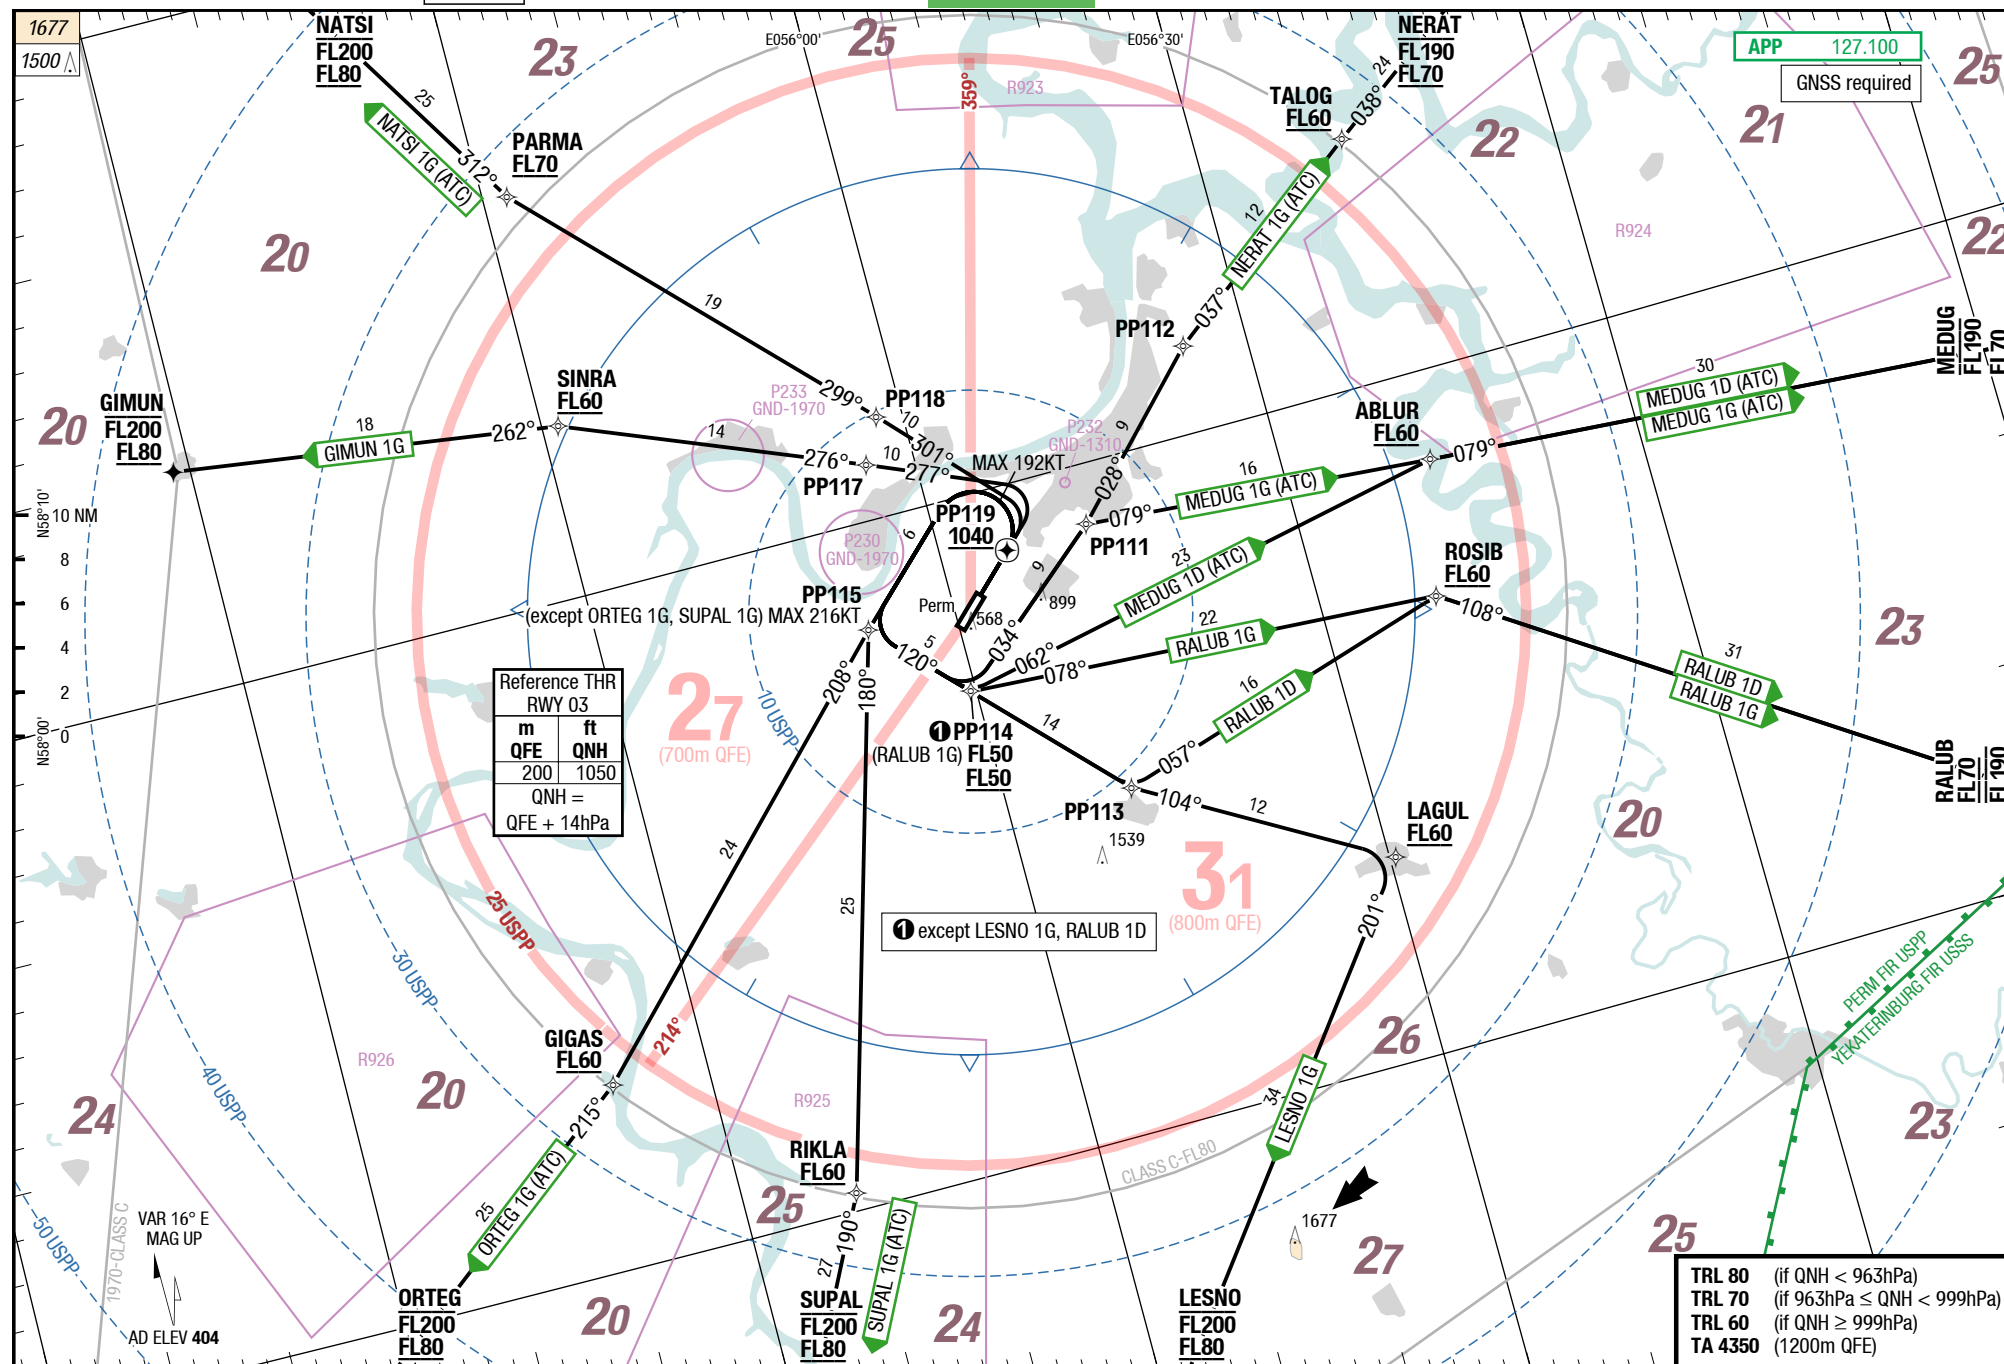 1677
1500
NATSI
FL200
FL80
23
E056°00'
25
E056°30'
NERAT
FL190
FL70
APP 127.100
GNSS required
25
24
038°
TALOG
FL60
R923
359°
22
21
25
NATSI 1G (ATC)
312°
PARMA
FL70
20
12
NERAT 1G (ATC)
037°
R924
22
19
PP112
MEDUG
FL190
FL70
30
MEDUG 1D (ATC)
MEDUG 1G (ATC)
GIMUN
FL200
FL80
20
18
GIMUN 1G
262°
SINRA
FL60
P233
GND-1970
299°
PP118
10
301°
14
276°
10
277°
PP117
MAX 192KT
P232
GND-1310
9
028°
ABLUR
FL60
079°
16
MEDUG 1G (ATC)
079°
PP111
PP119
1040
6
P230
GND-1970
N58°10'
10 NM
8
6
4
2
0
N58°00'
PP115
(except ORTEG 1G, SUPAL 1G) MAX 216KT
Perm
568
899
9
034°
23
MEDUG 1D (ATC)
062°
ROSIB
FL60
108°
22
RALUB 1G
078°
5
120°
208°
180°
16
RALUB 1D
057°
31
RALUB 1D
RALUB 1G
23
RALUB
FL70
FL190
Reference THR
RWY 03
m ft
QFE QNH
200 1050
QNH =
QFE + 14hPa
27
(700m QFE)
10 USPP
1 PP114
(RALUB 1G) FL50
FL50
14
PP113
104°
12
LAGUL
FL60
20
1539
31
(800m QFE)
24
25
1 except LESNO 1G, RALUB 1D
201°
25 USPP
30 USPP
40 USPP
50 USPP
214°
PERM FIR USPP
YEKATERINBURG FIR USSS
GIGAS
FL60
R926
20
24
215°
R925
26
34
LESNO 1G
CLASS C-FL80
23
RIKLA
FL60
25
190°
27
SUPAL 1G (ATC)
25
ORTEG 1G (ATC)
1677
27
25
1970-CLASS C
VAR 16° E
MAG UP
AD ELEV 404
ORTEG
FL200
FL80
20
SUPAL
FL200
FL80
24
LESNO
FL200
FL80
TRL 80 (if QNH < 963hPa)
TRL 70 (if 963hPa ≤ QNH < 999hPa)
TRL 60 (if QNH ≥ 999hPa)
TA 4350 (1200m QFE)